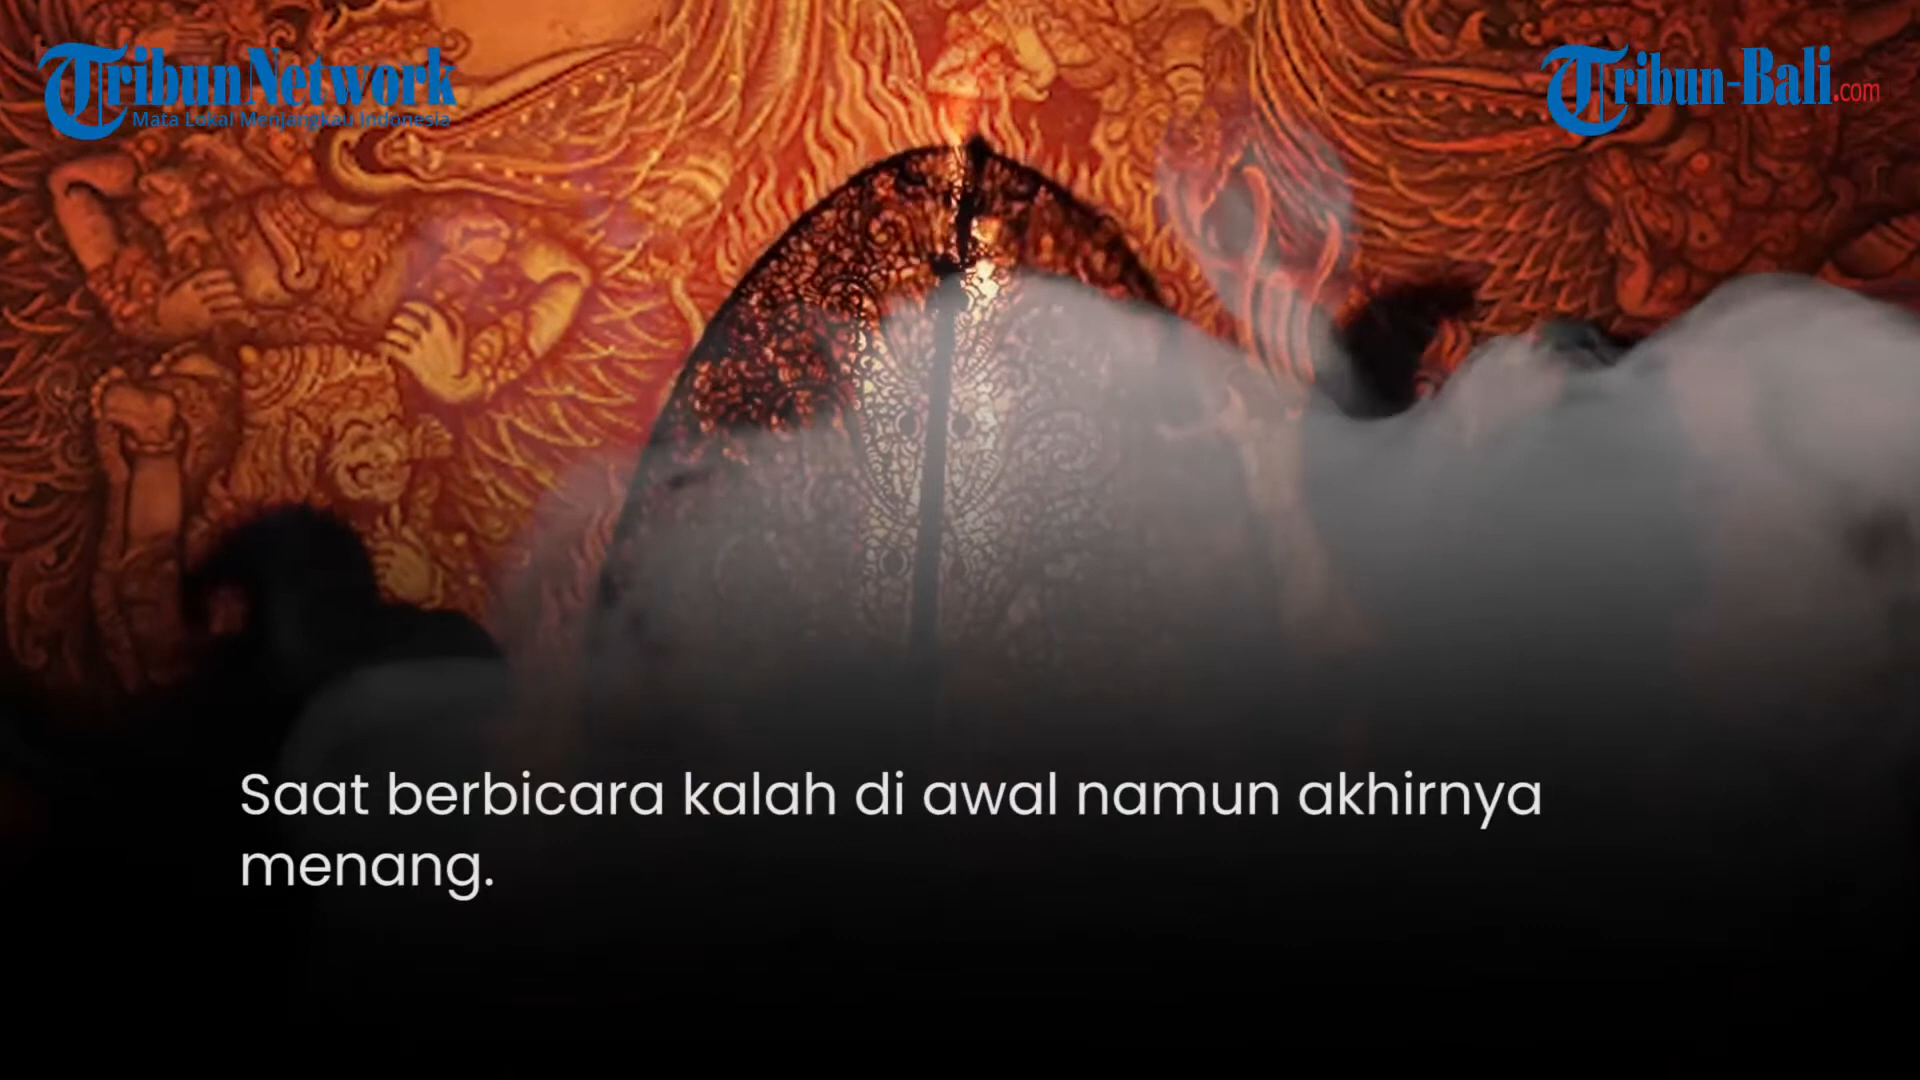 TribunNetwork
Mata Lokal Menjangkau Indonesia
Tribun-Bali.com
Saat berbicara kalah di awal namun akhirnya
menang.